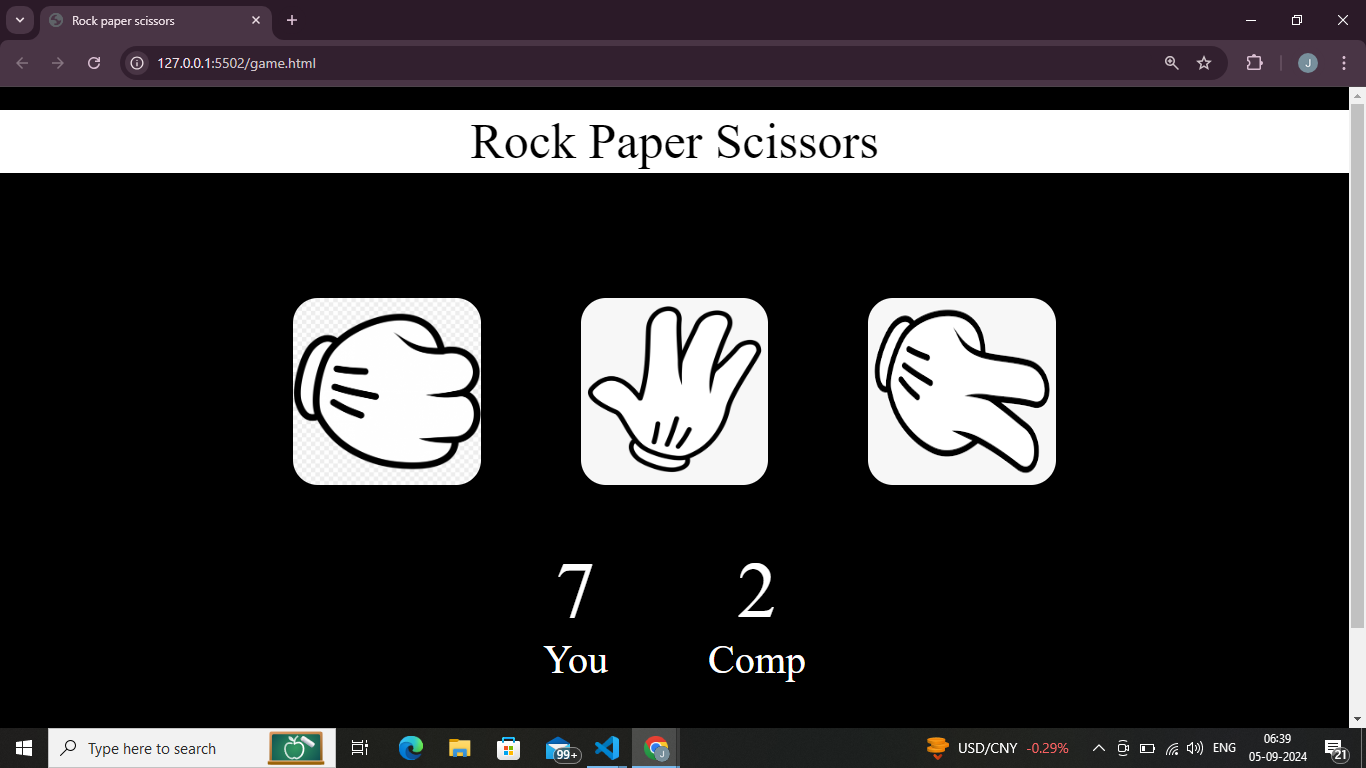 Rock paper scissors
127.0.0.1:5502/game.html
J
Rock Paper Scissors
7 2
You Comp
Type here to search
99+
J
USD/CNY -0.29%
ENG
06:39
05-09-2024
21